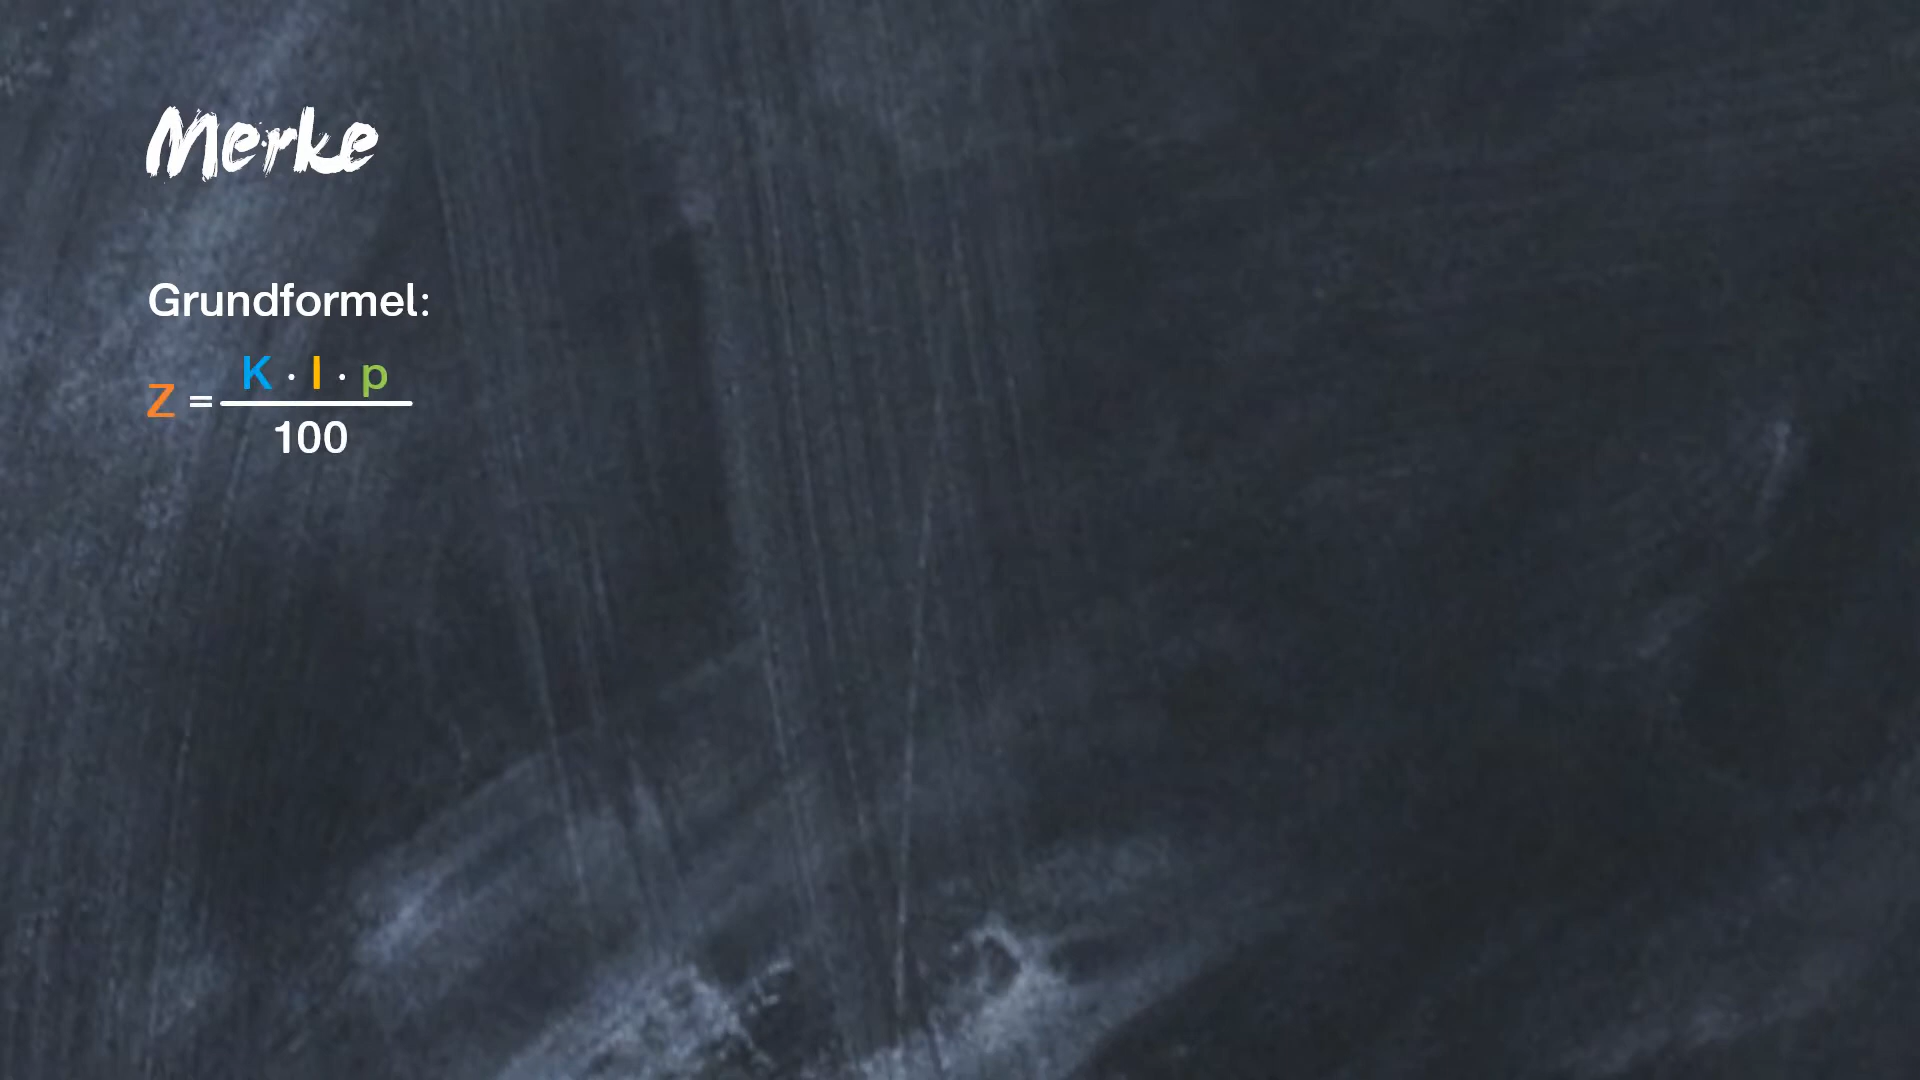 Merke
Grundformel:
Z = K · I · p
100